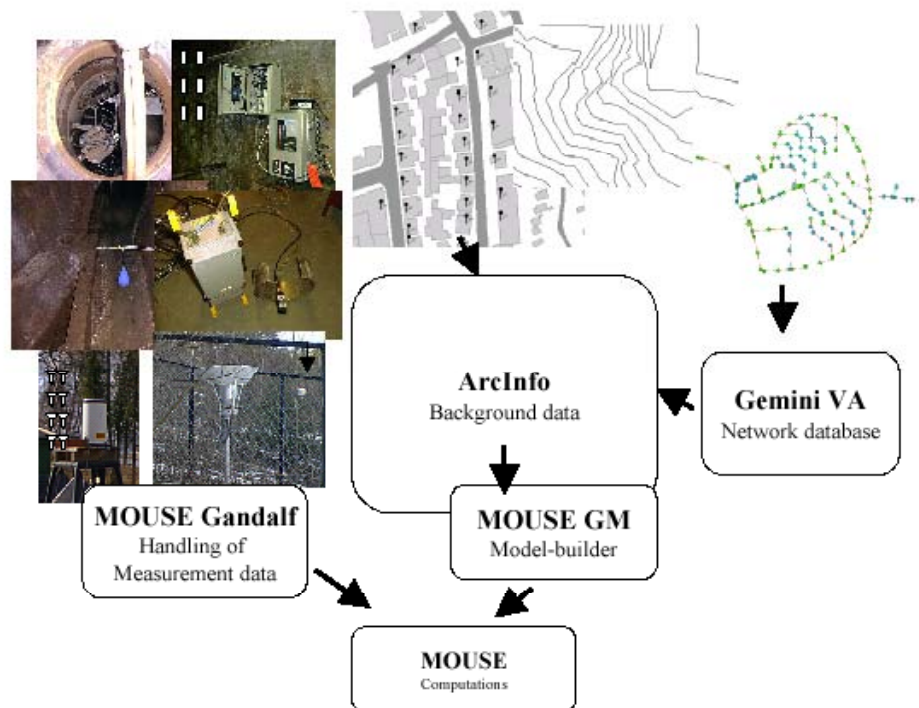 ArcInfo
Background data
Gemini VA
Network database
MOUSE Gandalf
Handling of
Measurement data
MOUSE GM
Model-builder
MOUSE
Computations